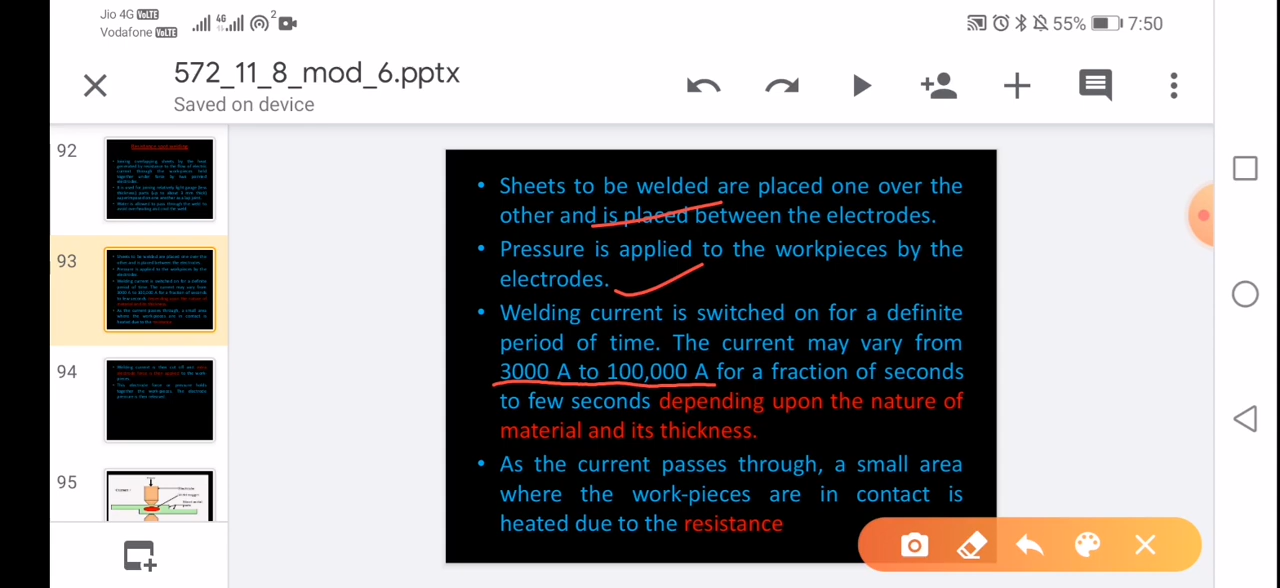 Jio 4G VoLTE
Vodafone VoLTE
4G
2
55%
7:50
572_11_8_mod_6.pptx
Saved on device
92
93
94
95
• Sheets to be welded are placed one over the
other and is placed between the electrodes.
• Pressure is applied to the workpieces by the
electrodes.
• Welding current is switched on for a definite
period of time. The current may vary from
3000 A to 100,000 A for a fraction of seconds
to few seconds depending upon the nature of
material and its thickness.
• As the current passes through, a small area
where the work-pieces are in contact is
heated due to the resistance